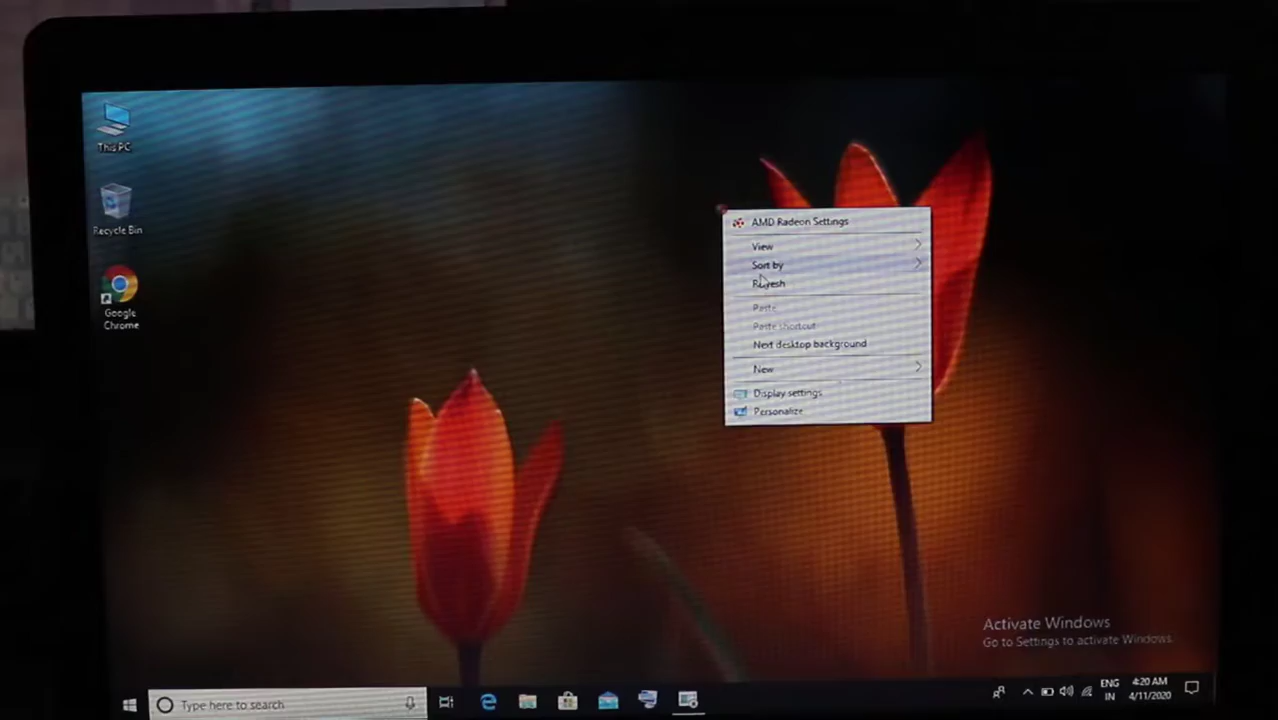 This PC
Recycle Bin
Google
Chrome
AMD Radeon Settings
View
Sort by
Refresh
Paste
Paste shortcut
Next desktop background
New
Display settings
Personalize
Activate Windows
Go to Settings to activate Windows.
Type here to search
ENG
IN
4:20 AM
4/11/2020